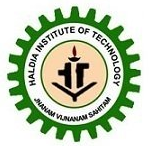 HALDIA INSTITUTE OF TECHNOLOGY
JNANAM VIJNANAM SAHITAM